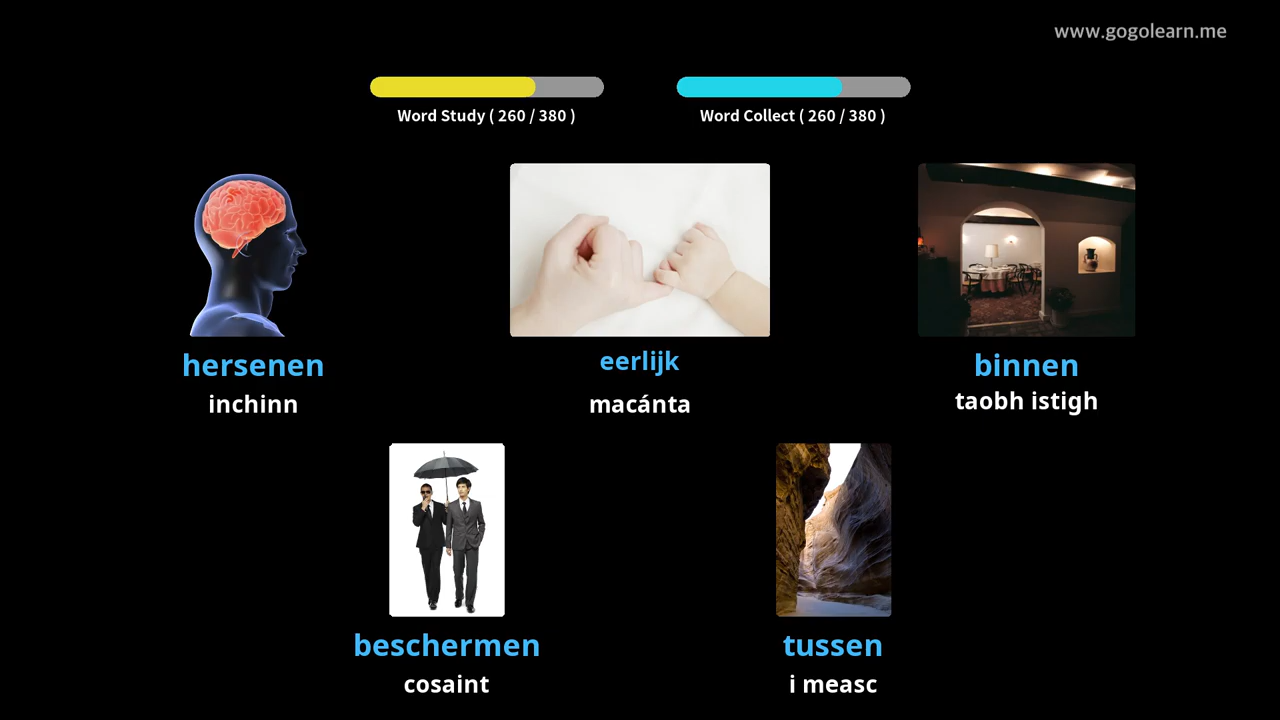 www.gogolearn.me
Word Study ( 260 / 380 )
Word Collect ( 260 / 380 )
hersenen
inchinn
eerlijk
macánta
binnen
taobh istigh
beschermen
cosaint
tussen
i measc